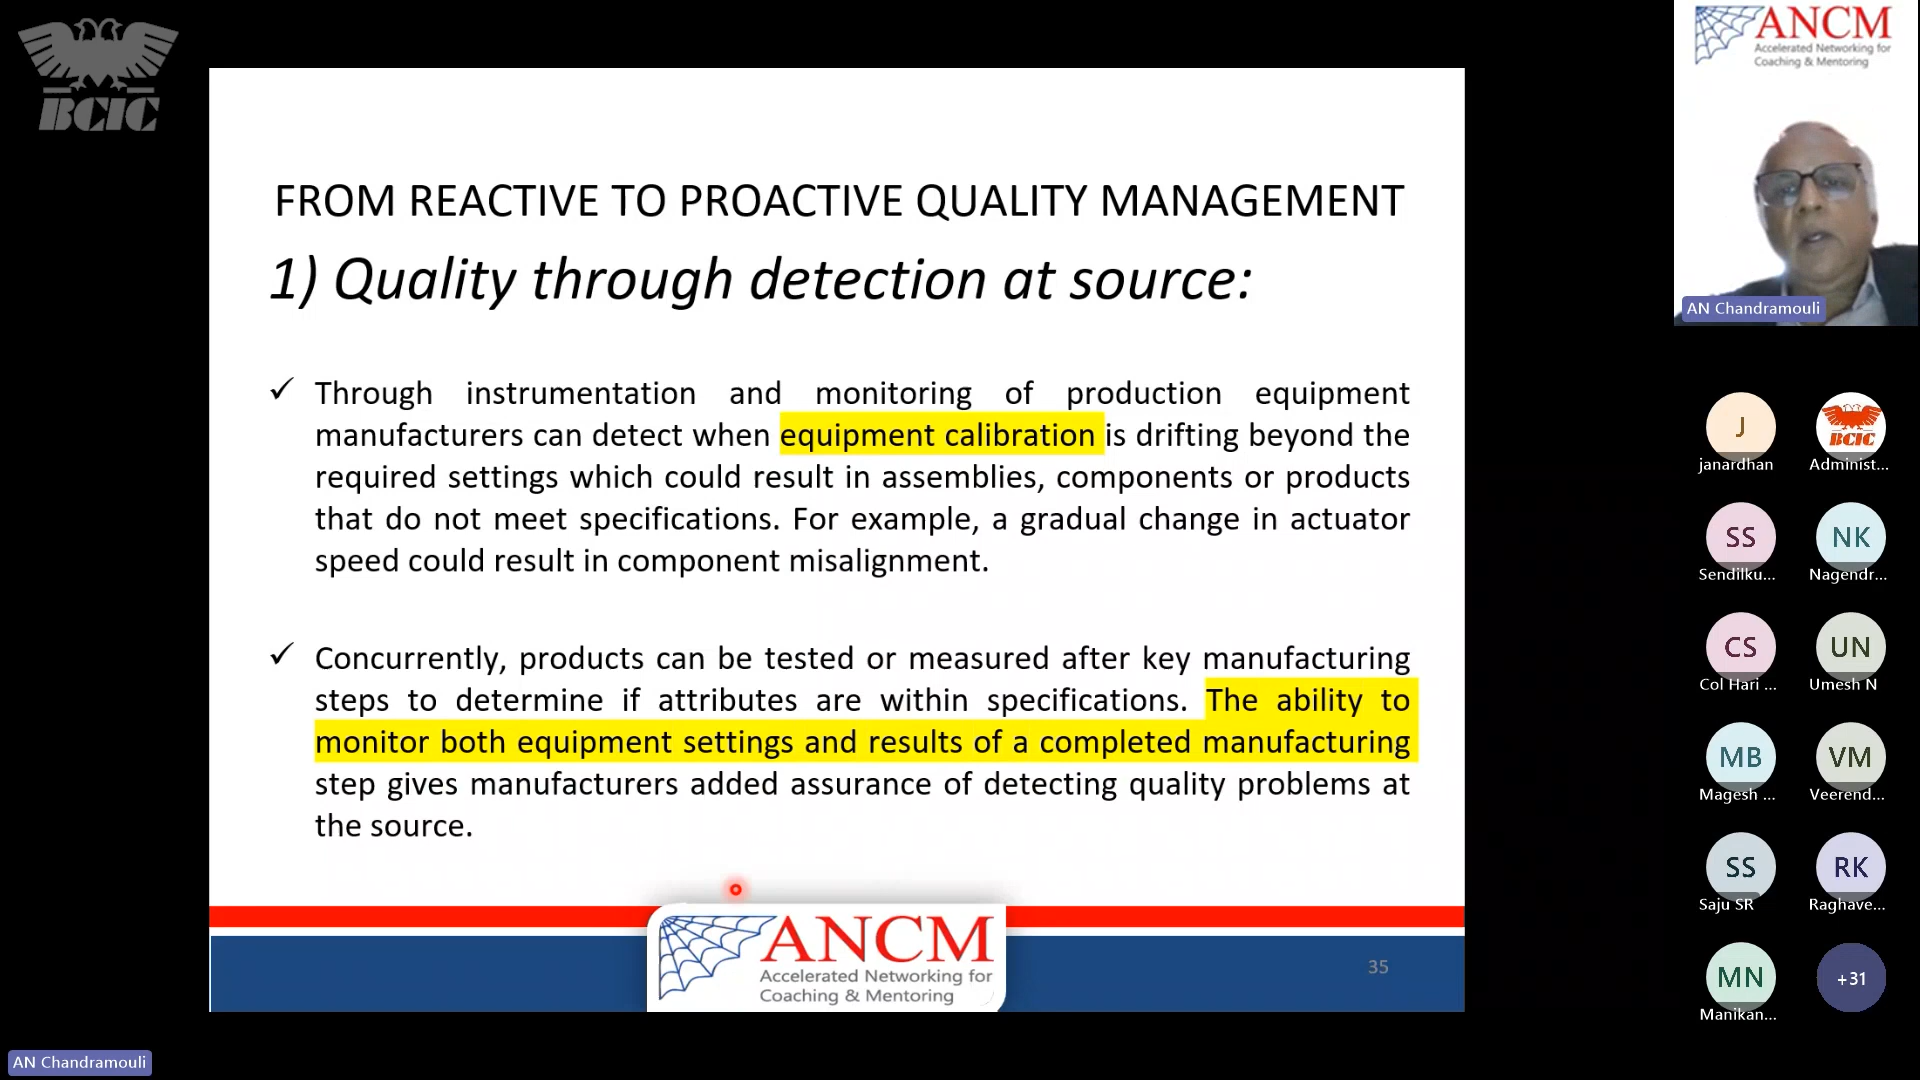 BCIC
FROM REACTIVE TO PROACTIVE QUALITY MANAGEMENT
1) Quality through detection at source:
✓ Through instrumentation and monitoring of production equipment
manufacturers can detect when equipment calibration is drifting beyond the
required settings which could result in assemblies, components or products
that do not meet specifications. For example, a gradual change in actuator
speed could result in component misalignment.
✓ Concurrently, products can be tested or measured after key manufacturing
steps to determine if attributes are within specifications. The ability to
monitor both equipment settings and results of a completed manufacturing
step gives manufacturers added assurance of detecting quality problems at
the source.
ANCM
Accelerated Networking for
Coaching & Mentoring
35
AN Chandramouli
ANCM
Accelerated Networking for
Coaching & Mentoring
AN Chandramouli
J
janardhan
BCIC
Administ...
SS
Sendilku...
NK
Nagendr...
CS
Col Hari ...
UN
Umesh N
MB
Magesh ...
VM
Veerend...
SS
Saju SR
RK
Raghave...
MN
Manikan...
+31